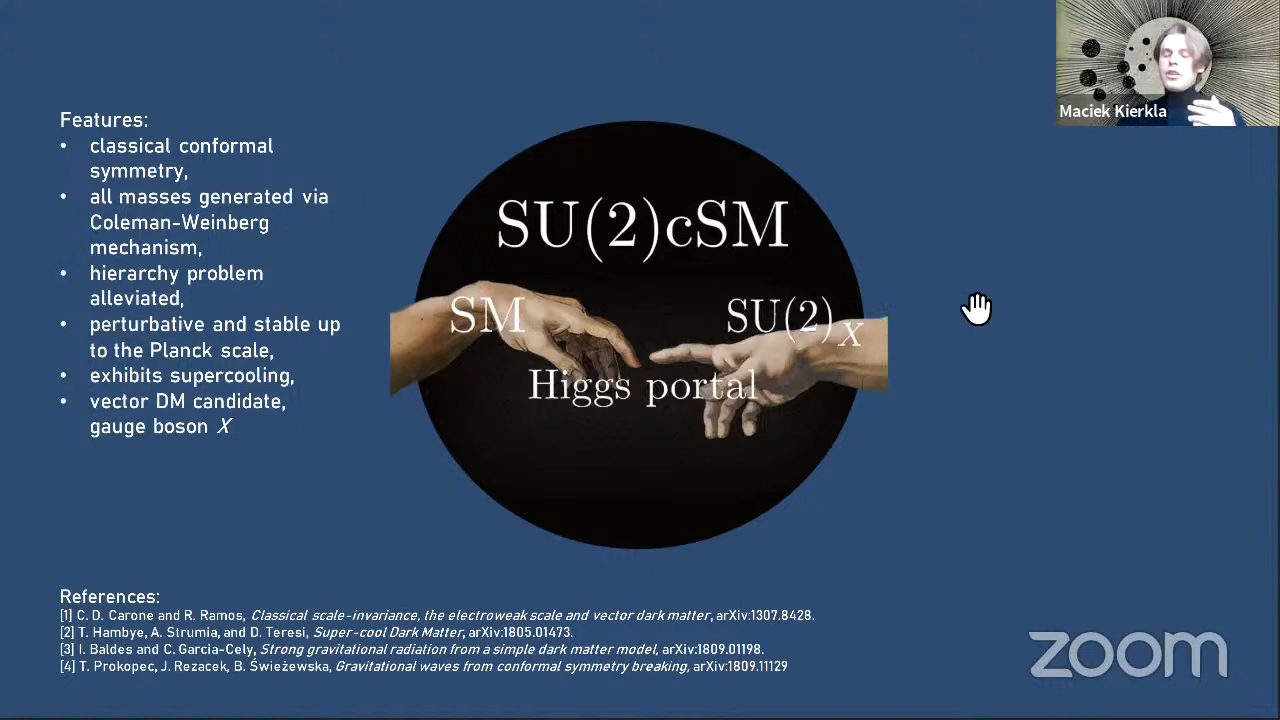 Maciek Kierkla
Features:
• classical conformal
symmetry,
• all masses generated via
Coleman-Weinberg
mechanism,
• hierarchy problem
alleviated,
• perturbative and stable up
to the Planck scale,
• exhibits supercooling,
• vector DM candidate,
gauge boson X
SU(2)cSM
SM
SU(2)X
Higgs portal
References:
[1] C. D. Carone and R. Ramos, Classical scale-invariance, the electroweak scale and vector dark matter, arXiv:1307.8428.
[2] T. Hambye, A. Strumia, and D. Teresi, Super-cool Dark Matter, arXiv:1805.01473.
[3] I. Baldes and C. Garcia-Cely, Strong gravitational radiation from a simple dark matter model, arXiv:1809.01198.
[4] T. Prokopec, J. Rezacek, B. Świeżewska, Gravitational waves from conformal symmetry breaking, arXiv:1809.11129
zoom